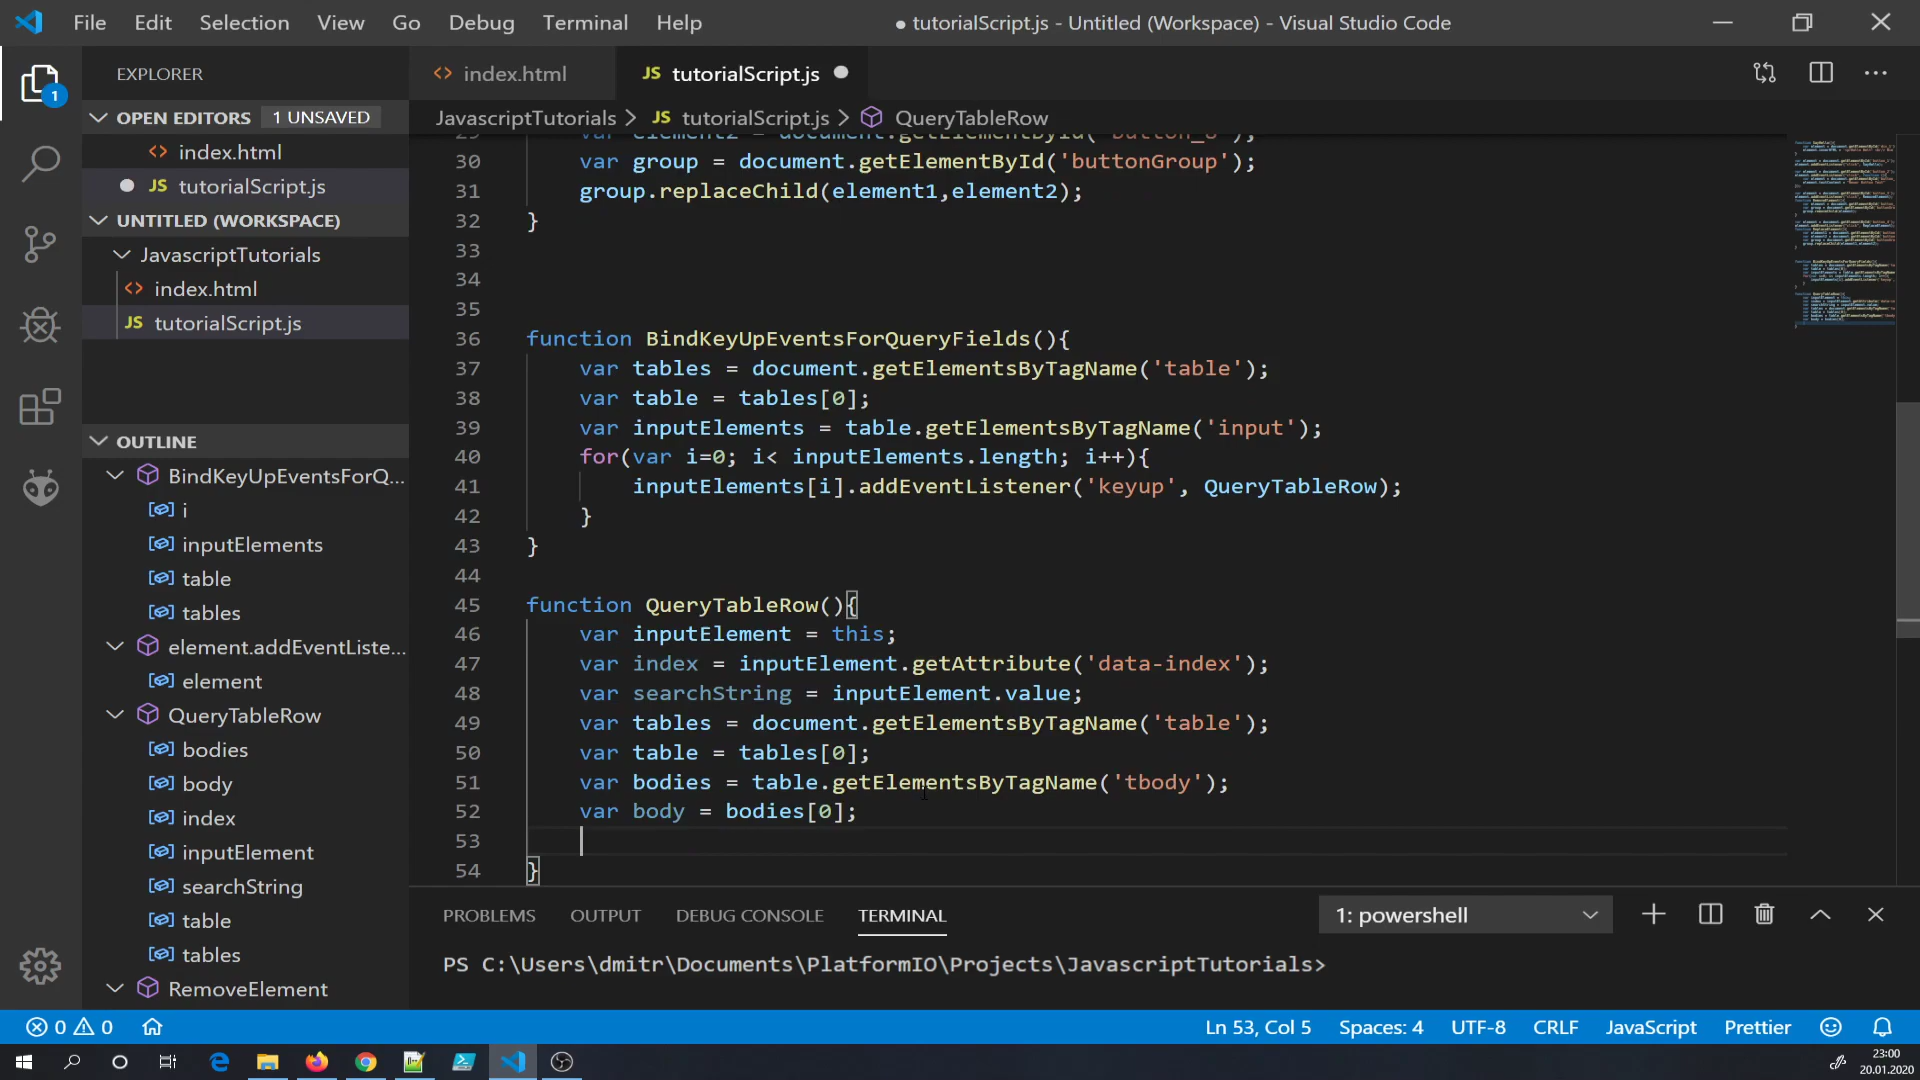 File Edit Selection View Go Debug Terminal Help
● tutorialScript.js - Untitled (Workspace) - Visual Studio Code
EXPLORER
OPEN EDITORS 1 UNSAVED
<> index.html
● JS tutorialScript.js
UNTITLED (WORKSPACE)
JavascriptTutorials
<> index.html
JS tutorialScript.js
OUTLINE
BindKeyUpEventsForQ...
i
inputElements
table
tables
element.addEventListe...
element
QueryTableRow
bodies
body
index
inputElement
searchString
table
tables
RemoveElement
1
<> index.html
JS tutorialScript.js ●
JavascriptTutorials > JS tutorialScript.js > QueryTableRow
30 var group = document.getElementById('buttonGroup');
31 group.replaceChild(element1,element2);
32 }
33
34
35
36 function BindKeyUpEventsForQueryFields(){
37 var tables = document.getElementsByTagName('table');
38 var table = tables[0];
39 var inputElements = table.getElementsByTagName('input');
40 for(var i=0; i< inputElements.length; i++){
41 inputElements[i].addEventListener('keyup', QueryTableRow);
42 }
43 }
44
45 function QueryTableRow(){
46 var inputElement = this;
47 var index = inputElement.getAttribute('data-index');
48 var searchString = inputElement.value;
49 var tables = document.getElementsByTagName('table');
50 var table = tables[0];
51 var bodies = table.getElementsByTagName('tbody');
52 var body = bodies[0];
53
54 }
PROBLEMS OUTPUT DEBUG CONSOLE TERMINAL
1: powershell
PS C:\Users\dmitr\Documents\PlatformIO\Projects\JavascriptTutorials>
0 0
Ln 53, Col 5 Spaces: 4 UTF-8 CRLF JavaScript Prettier
23:00
20.01.2020